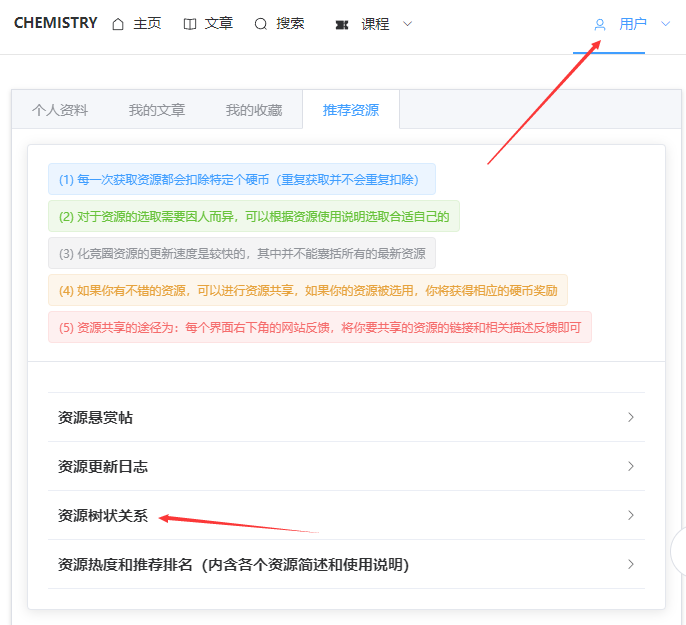 CHEMISTRY 主页 文章 搜索 课程 用户
个人资料 我的文章 我的收藏 推荐资源
(1) 每一次获取资源都会扣除特定个硬币（重复获取并不会重复扣除）
(2) 对于资源的选取需要因人而异，可以根据资源使用说明选取合适自己的
(3) 化竞圈资源的更新速度是较快的，其中并不能囊括所有的最新资源
(4) 如果你有不错的资源，可以进行资源共享，如果你的资源被选用，你将获得相应的硬币奖励
(5) 资源共享的途径为：每个界面右下角的网站反馈，将你要共享的资源的链接和相关描述反馈即可
资源悬赏帖
资源更新日志
资源树状关系
资源热度和推荐排名（内含各个资源简述和使用说明）